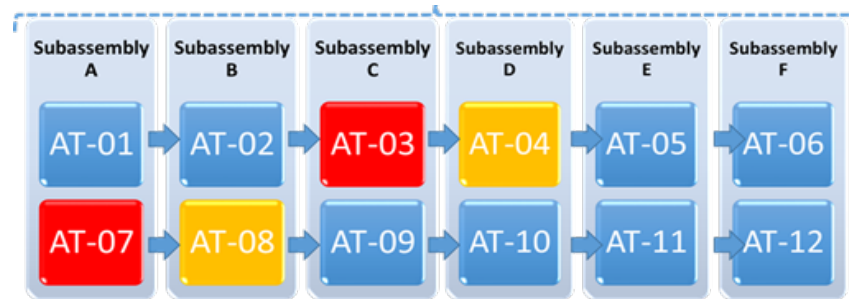 Subassembly A
Subassembly B
Subassembly C
Subassembly D
Subassembly E
Subassembly F
AT-01
AT-02
AT-03
AT-04
AT-05
AT-06
AT-07
AT-08
AT-09
AT-10
AT-11
AT-12